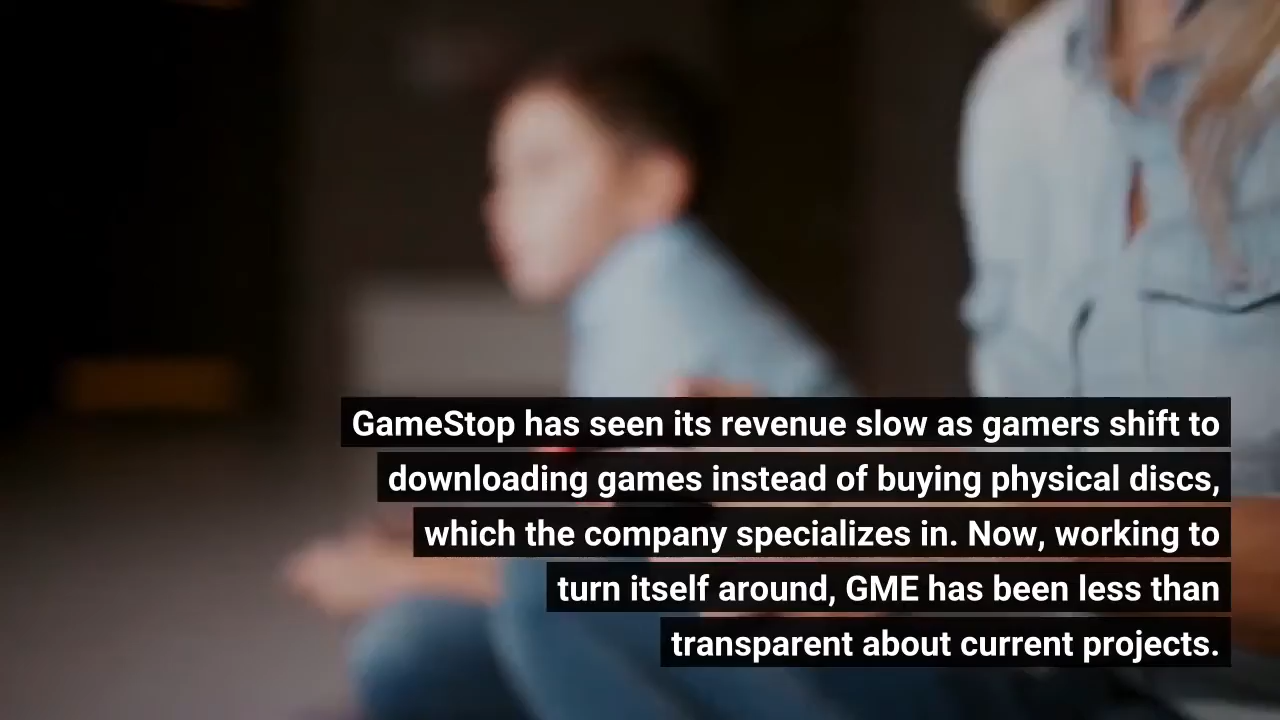 GameStop has seen its revenue slow as gamers shift to
downloading games instead of buying physical discs,
which the company specializes in. Now, working to
turn itself around, GME has been less than
transparent about current projects.